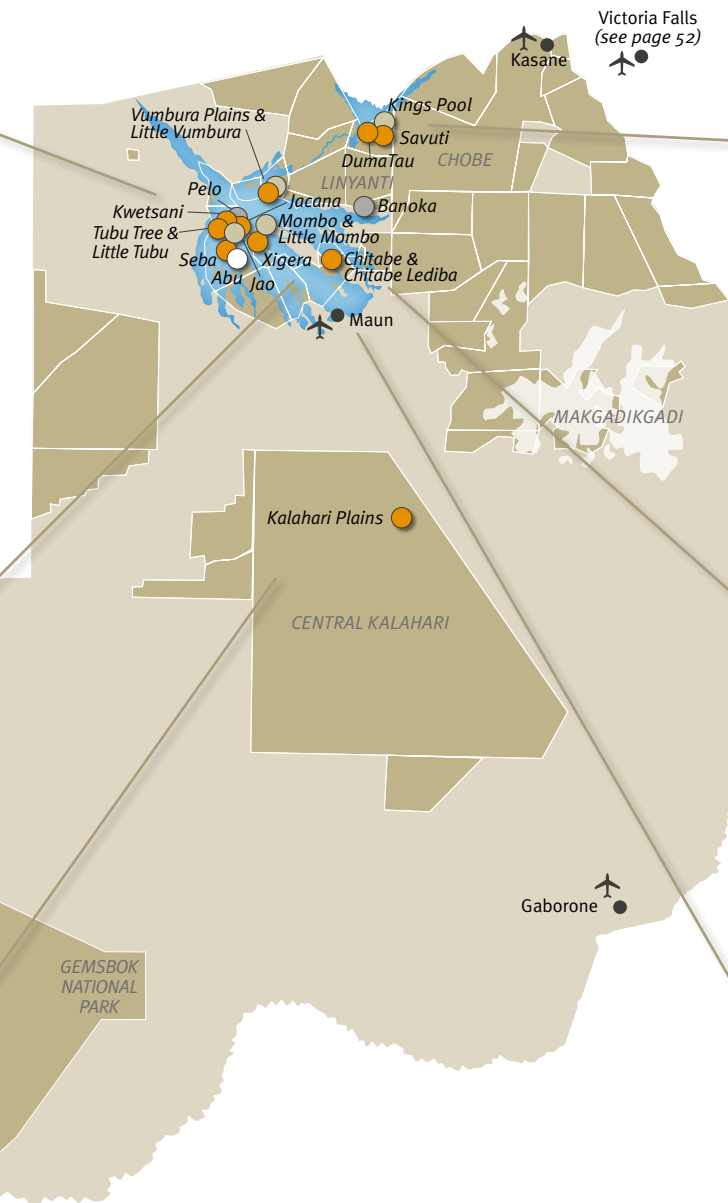 Victoria Falls
(see page 52)
Kasane
Kings Pool
Vumbura Plains &
Little Vumbura
Savuti
DumaTau
CHOBE
LINYANTI
Pelo
Jacana
Banoka
Kwetsani
Mombo &
Little Mombo
Tubu Tree &
Little Tubu
Seba
Xigera
Chitabe &
Chitabe Lediba
Abu
Jao
Maun
MAKGADIKGADI
Kalahari Plains
CENTRAL KALAHARI
Gaborone
GEMSBOK
NATIONAL
PARK